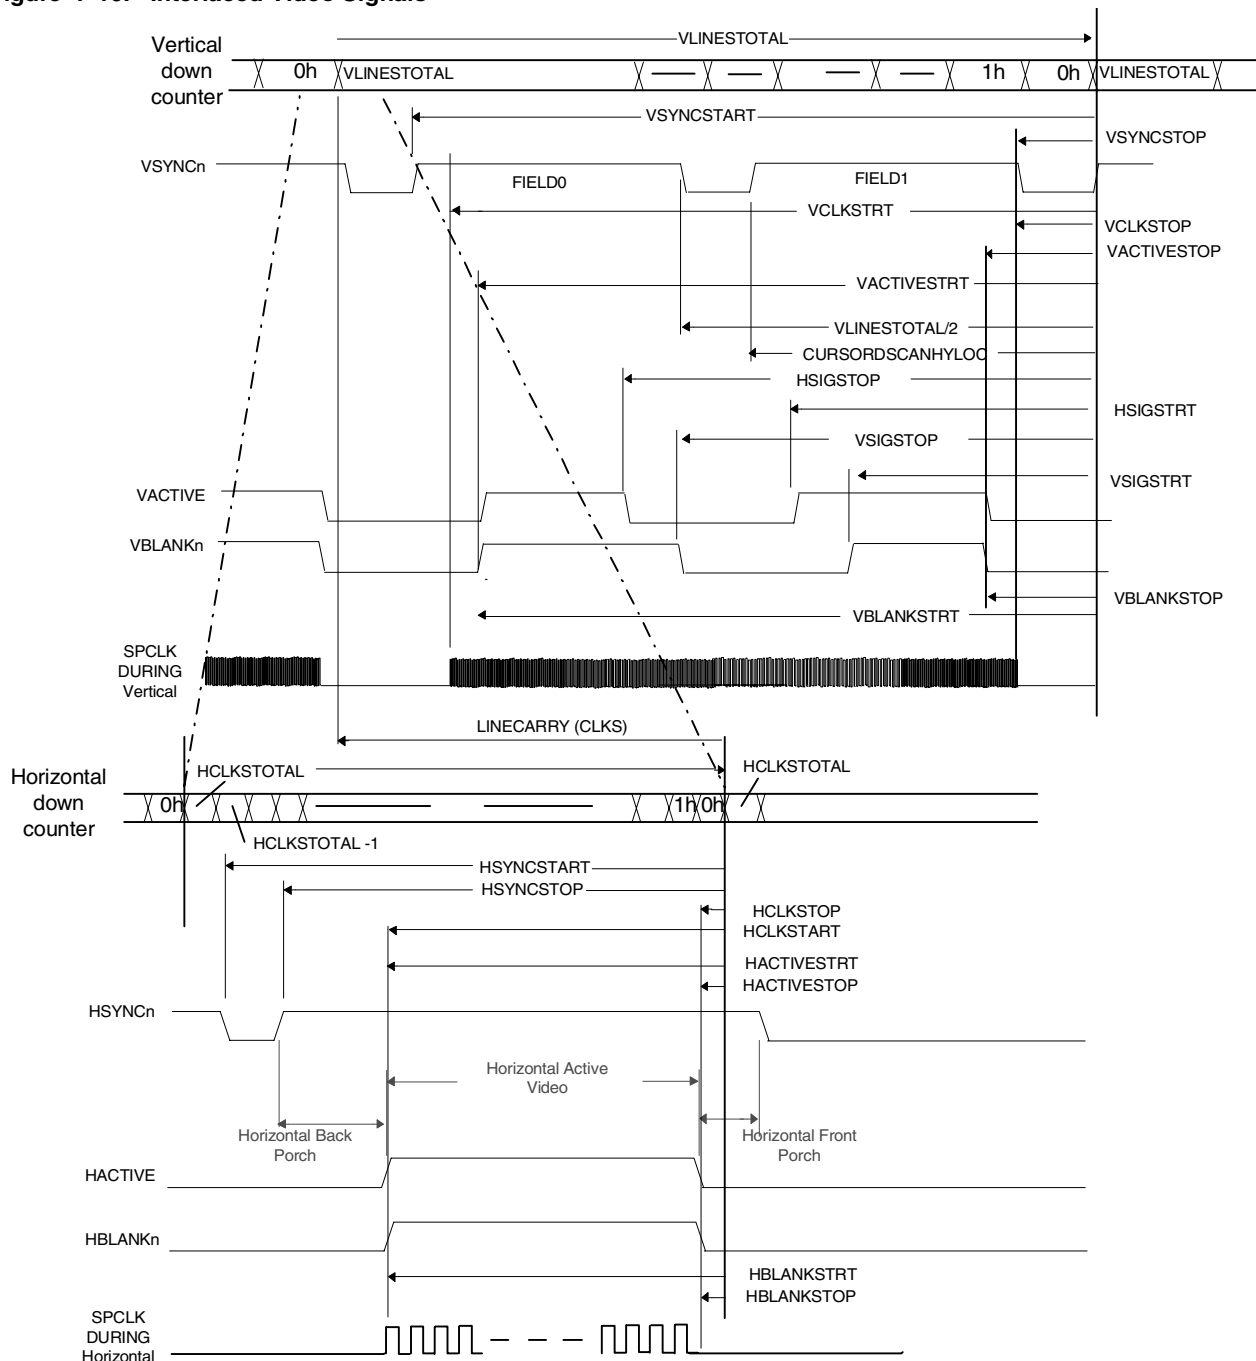 Figure 7-10. Interlaced Video Signals
VLINESTOTAL
Vertical
down
counter
0h
VLINESTOTAL
1h
0h
VLINESTOTAL
VSYNCSTART
VSYNCSTOP
VSYNCn
FIELD0
FIELD1
VCLKSTRT
VCLKSTOP
VACTIVESTOP
VACTIVESTRT
VLINESTOTAL/2
CURSORDSCANHYLOC
HSIGSTOP
HSIGSTRT
VSIGSTOP
VSIGSTRT
VACTIVE
VBLANKn
VBLANKSTOP
VBLANKSTRT
SPCLK
DURING
Vertical
LINECARRY (CLKS)
Horizontal
down
counter
HCLKSTOTAL
HCLKSTOTAL
0h
1h
0h
HCLKSTOTAL -1
HSYNCSTART
HSYNCSTOP
HCLKSTOP
HCLKSTART
HACTIVESTRT
HACTIVESTOP
HSYNCn
Horizontal Active
Video
Horizontal Back
Porch
Horizontal Front
Porch
HACTIVE
HBLANKn
HBLANKSTRT
HBLANKSTOP
SPCLK
DURING
Horizontal